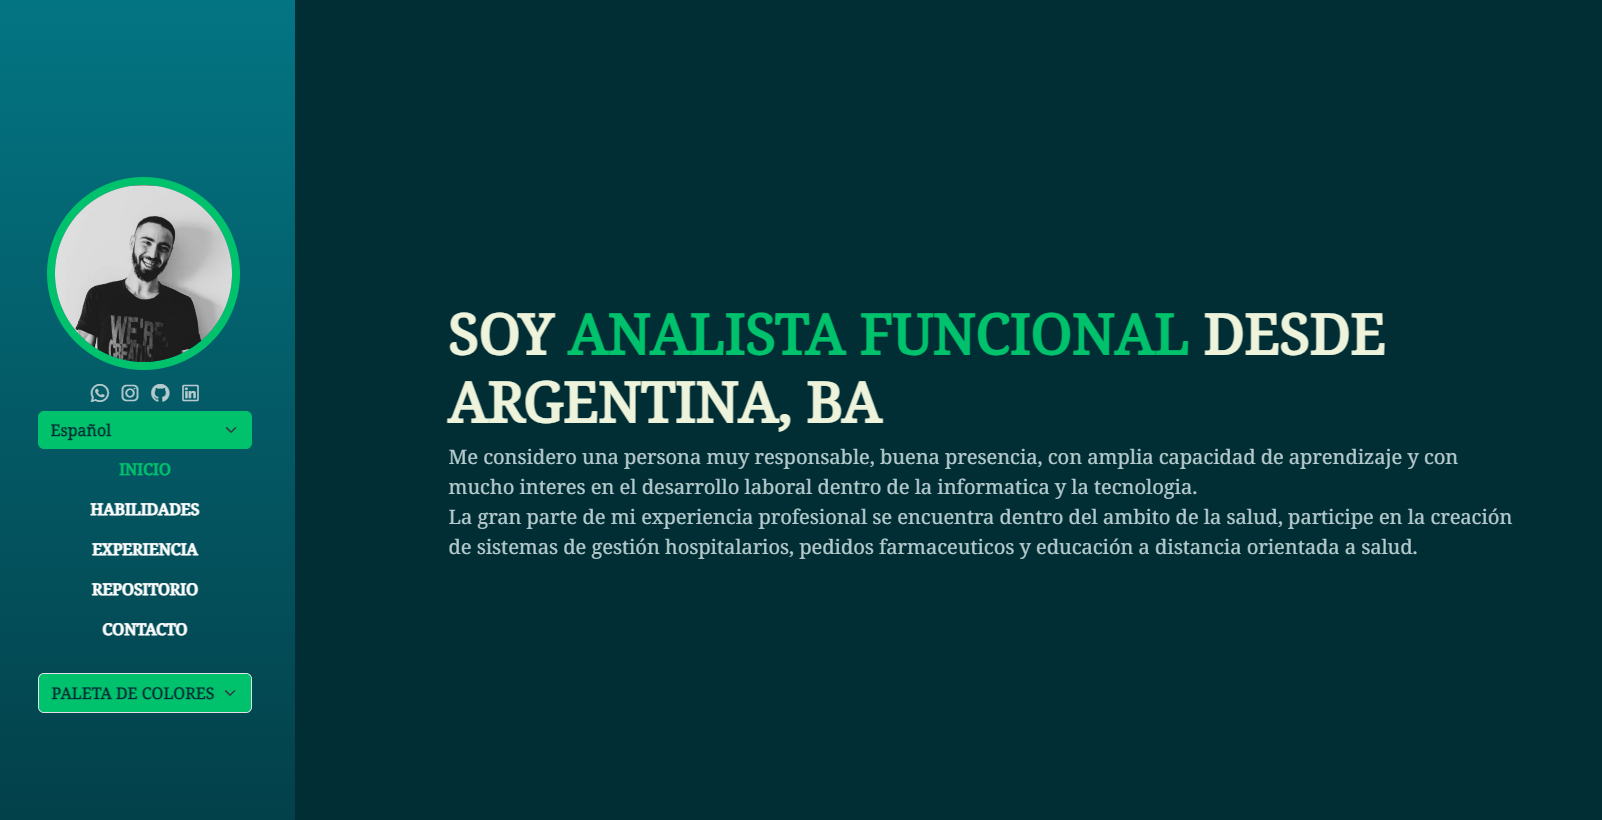 WE'RE
Español
INICIO
HABILIDADES
EXPERIENCIA
REPOSITORIO
CONTACTO
PALETA DE COLORES
SOY ANALISTA FUNCIONAL DESDE
ARGENTINA, BA
Me considero una persona muy responsable, buena presencia, con amplia capacidad de aprendizaje y con
mucho interes en el desarrollo laboral dentro de la informatica y la tecnologia.
La gran parte de mi experiencia profesional se encuentra dentro del ambito de la salud, participe en la creación
de sistemas de gestión hospitalarios, pedidos farmaceuticos y educación a distancia orientada a salud.